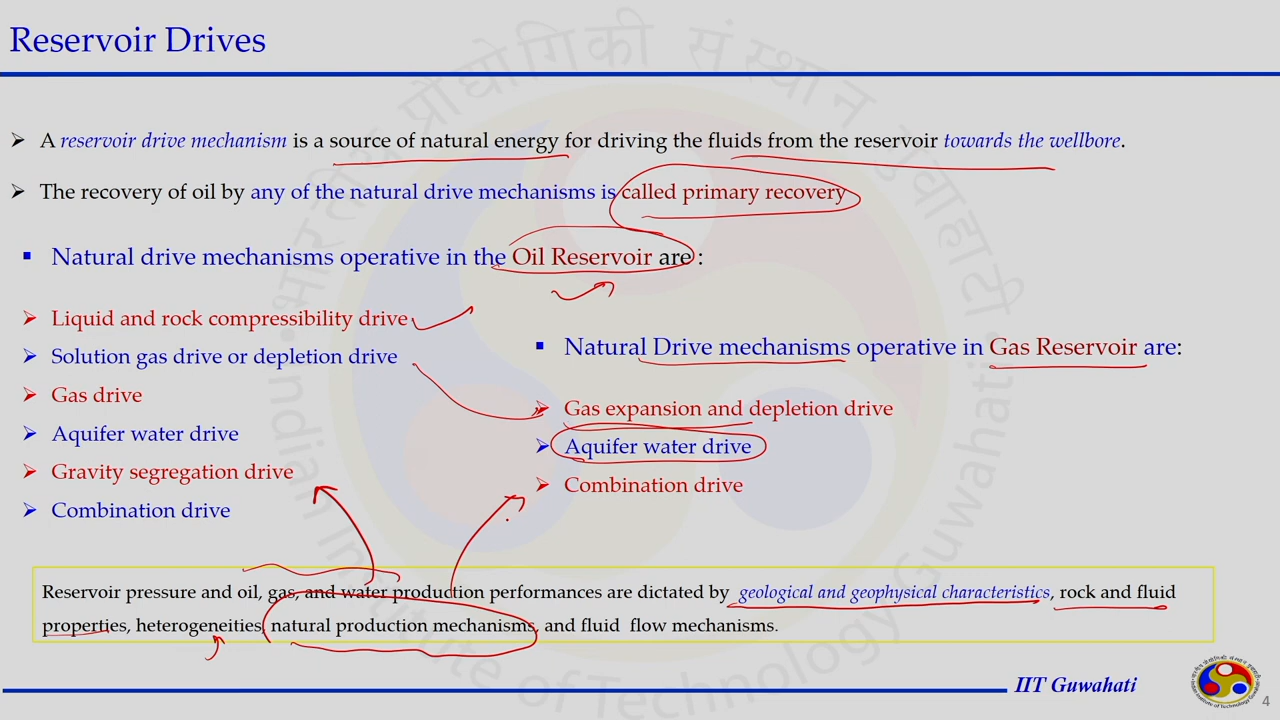 Reservoir Drives
➢ A reservoir drive mechanism is a source of natural energy for driving the fluids from the reservoir towards the wellbore.
➢ The recovery of oil by any of the natural drive mechanisms is called primary recovery
▪ Natural drive mechanisms operative in the Oil Reservoir are :
➢ Liquid and rock compressibility drive
➢ Solution gas drive or depletion drive
➢ Gas drive
➢ Aquifer water drive
➢ Gravity segregation drive
➢ Combination drive
▪ Natural Drive mechanisms operative in Gas Reservoir are:
➢ Gas expansion and depletion drive
➢ Aquifer water drive
➢ Combination drive
Reservoir pressure and oil, gas, and water production performances are dictated by geological and geophysical characteristics, rock and fluid
properties, heterogeneities, natural production mechanisms, and fluid flow mechanisms.
IIT Guwahati
4
भारतीय प्रौद्योगिकी संस्थान गुवाहाटी
Indian Institute of Technology Guwahati